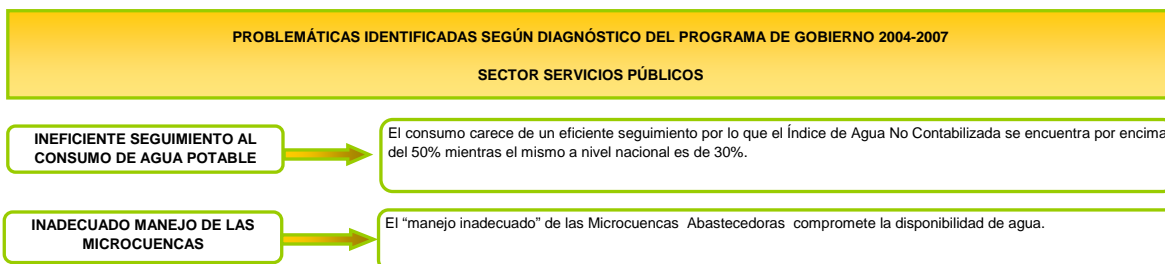 PROBLEMÁTICAS IDENTIFICADAS SEGÚN DIAGNÓSTICO DEL PROGRAMA DE GOBIERNO 2004-2007
SECTOR SERVICIOS PÚBLICOS
INEFICIENTE SEGUIMIENTO AL
CONSUMO DE AGUA POTABLE
El consumo carece de un eficiente seguimiento por lo que el Índice de Agua No Contabilizada se encuentra por encima
del 50% mientras el mismo a nivel nacional es de 30%.
INADECUADO MANEJO DE LAS
MICROCUENCAS
El “manejo inadecuado” de las Microcuencas Abastecedoras compromete la disponibilidad de agua.